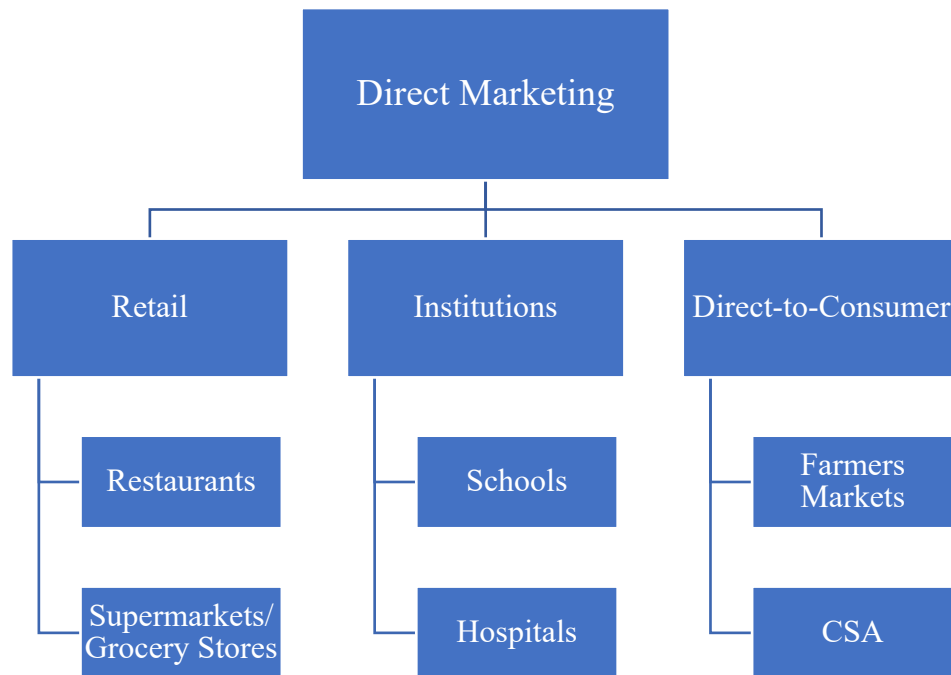 Direct Marketing
Retail
Institutions
Direct-to-Consumer
Restaurants
Schools
Farmers
Markets
Supermarkets/
Grocery Stores
Hospitals
CSA